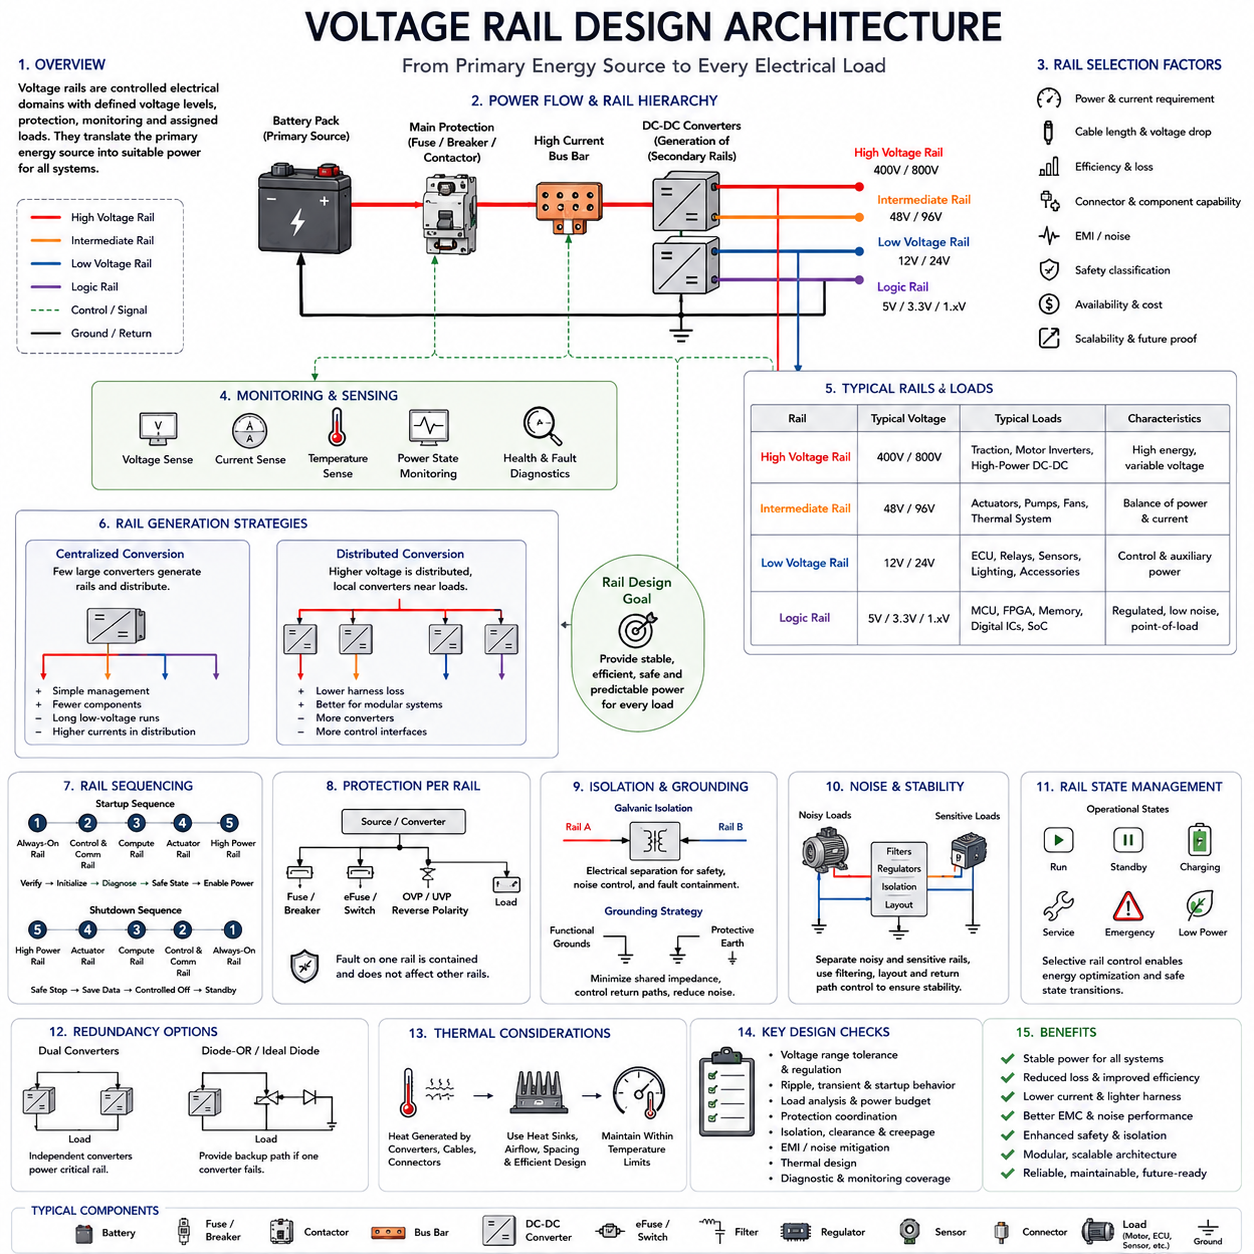 VOLTAGE RAIL DESIGN ARCHITECTURE
From Primary Energy Source to Every Electrical Load
1. OVERVIEW
Voltage rails are controlled electrical
domains with defined voltage levels,
protection, monitoring and assigned
loads. They translate the primary
energy source into suitable power
for all systems.
High Voltage Rail
Intermediate Rail
Low Voltage Rail
Logic Rail
Control / Signal
Ground / Return
2. POWER FLOW & RAIL HIERARCHY
Battery Pack
(Primary Source)
Main Protection
(Fuse / Breaker /
Contactor)
High Current
Bus Bar
DC-DC Converters
(Generation of
(Secondary Rails)
High Voltage Rail
400V / 800V
Intermediate Rail
48V / 96V
Low Voltage Rail
12V / 24V
Logic Rail
5V / 3.3V / 1.xV
3. RAIL SELECTION FACTORS
Power & current requirement
Cable length & voltage drop
Efficiency & loss
Connector & component capability
EMI / noise
Safety classification
Availability & cost
Scalability & future proof
4. MONITORING & SENSING
V
A
A
Voltage Sense
Current Sense
Temperature
Sense
Power State
Monitoring
Health & Fault
Diagnostics
5. TYPICAL RAILS & LOADS
Rail
Typical Voltage
Typical Loads
Characteristics
High Voltage Rail
400V / 800V
Traction, Motor Inverters,
High-Power DC-DC
High energy,
variable voltage
Intermediate Rail
48V / 96V
Actuators, Pumps, Fans,
Thermal System
Balance of power
& current
Low Voltage Rail
12V / 24V
ECU, Relays, Sensors,
Lighting, Accessories
Control & auxiliary
power
Logic Rail
5V / 3.3V / 1.xV
MCU, FPGA, Memory,
Digital ICs, SoC
Regulated, low noise,
point-of-load
6. RAIL GENERATION STRATEGIES
Centralized Conversion
Few large converters generate
rails and distribute.
+ Simple management
+ Fewer components
− Long low-voltage runs
− Higher currents in distribution
Distributed Conversion
Higher voltage is distributed,
local converters near loads.
+ Lower harness loss
+ Better for modular systems
− More converters
− More control interfaces
Rail Design
Goal
Provide stable,
efficient, safe and
predictable power
for every load
7. RAIL SEQUENCING
Startup Sequence
1 2 3 4 5
Always-On
Rail
Control &
Comm
Rail
Compute
Rail
Actuator
Rail
High Power
Rail
Verify → Initialize → Diagnose → Safe State → Enable Power
Shutdown Sequence
5 4 3 2 1
High Power
Rail
Actuator
Rail
Compute
Rail
Control &
Comm
Rail
Always-On
Rail
Safe Stop → Save Data → Controlled Off → Standby
8. PROTECTION PER RAIL
Source / Converter
Fuse /
Breaker
eFuse /
Switch
OVP / UVP
Reverse Polarity
Load
Fault on one rail is contained
and does not affect other rails.
9. ISOLATION & GROUNDING
Galvanic Isolation
Rail A
Rail B
Electrical separation for safety,
noise control, and fault containment.
Grounding Strategy
Functional
Grounds
Protective
Earth
Minimize shared impedance,
control return paths, reduce noise.
10. NOISE & STABILITY
Noisy Loads
Sensitive Loads
Filters
Regulators
Isolation
Layout
Separate noisy and sensitive rails,
use filtering, layout and return
path control to ensure stability.
11. RAIL STATE MANAGEMENT
Operational States
Run
Standby
Charging
Service
Emergency
Low Power
Selective rail control enables
energy optimization and safe
state transitions.
12. REDUNDANCY OPTIONS
Dual Converters
Load
Independent converters
power critical rail.
Diode-OR / Ideal Diode
Load
Provide backup path if one
converter fails.
13. THERMAL CONSIDERATIONS
Heat Generated by
Converters, Cables,
Connectors
Use Heat Sinks,
Airflow, Spacing
& Efficient Design
Maintain Within
Temperature
Limits
14. KEY DESIGN CHECKS
• Voltage range tolerance
& regulation
• Ripple, transient & startup behavior
• Load analysis & power budget
• Protection coordination
• Isolation, clearance & creepage
• EMI / noise mitigation
• Thermal design
• Diagnostic & monitoring coverage
15. BENEFITS
Stable power for all systems
Reduced loss & improved efficiency
Lower current & lighter harness
Better EMC & noise performance
Enhanced safety & isolation
Modular, scalable architecture
Reliable, maintainable, future-ready
TYPICAL COMPONENTS
Battery
Fuse /
Breaker
Contactor
Bus Bar
DC-DC
Converter
eFuse /
Switch
Filter
Regulator
Sensor
Connector
Load
(Motor, ECU,
Sensor, etc.)
Ground